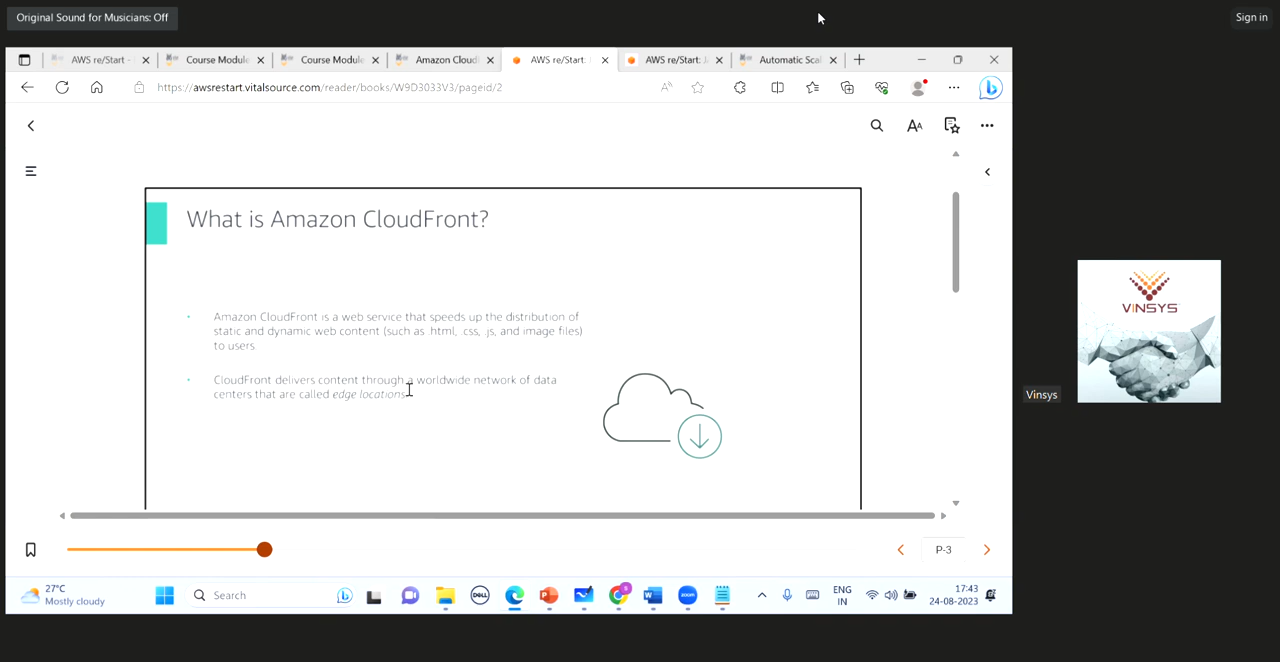 Original Sound for Musicians: Off
Sign in
AWS re/Start -
Course Module
Course Module
Amazon Cloud
AWS re/Start:
AWS re/Start: J
Automatic Scal
https://awsrestart.vitalsource.com/reader/books/W9D3033V3/pageid/2
What is Amazon CloudFront?
• Amazon CloudFront is a web service that speeds up the distribution of
static and dynamic web content (such as .html, .css, .js, and image files)
to users.
• CloudFront delivers content through a worldwide network of data
centers that are called edge locations.
VINSYS
Vinsys
P-3
27°C
Mostly cloudy
Search
DELL
zoom
ENG
IN
17:43
24-08-2023